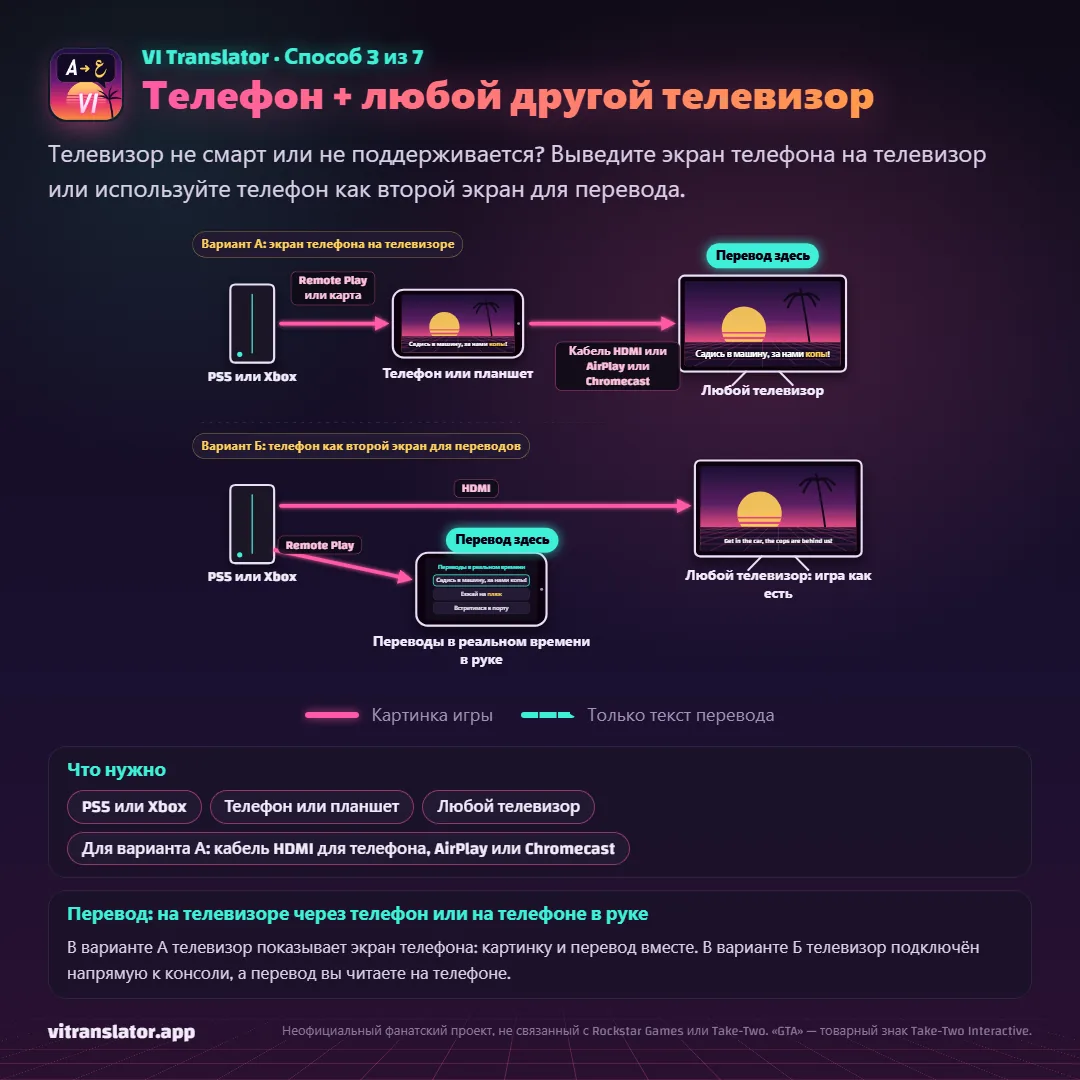 A→ع
VI
VI Translator · Способ 3 из 7
Телефон + любой другой телевизор
Телевизор не смарт или не поддерживается? Выведите экран телефона на телевизор
или используйте телефон как второй экран для перевода.
Вариант А: экран телефона на телевизоре
Перевод здесь
Remote Play
или карта
Садись в машину, за нами копы!
Садись в машину, за нами копы!
Кабель HDMI или
AirPlay или
Chromecast
PS5 или Xbox
Телефон или планшет
Любой телевизор
Вариант Б: телефон как второй экран для переводов
HDMI
Remote Play
Перевод здесь
Get in the car, the cops are behind us!
Переводы в реальном времени
Садись в машину, за нами копы!
Езжай на пляж
Встретимся в порту
PS5 или Xbox
Любой телевизор: игра как
есть
Переводы в реальном времени
в руке
Картинка игры
Только текст перевода
Что нужно
PS5 или Xbox
Телефон или планшет
Любой телевизор
Для варианта А: кабель HDMI для телефона, AirPlay или Chromecast
Перевод: на телевизоре через телефон или на телефоне в руке
В варианте А телевизор показывает экран телефона: картинку и перевод вместе. В варианте Б телевизор подключён
напрямую к консоли, а перевод вы читаете на телефоне.
vitranslator.app
Неофициальный фанатский проект, не связанный с Rockstar Games или Take-Two. «GTA» — товарный знак Take-Two Interactive.